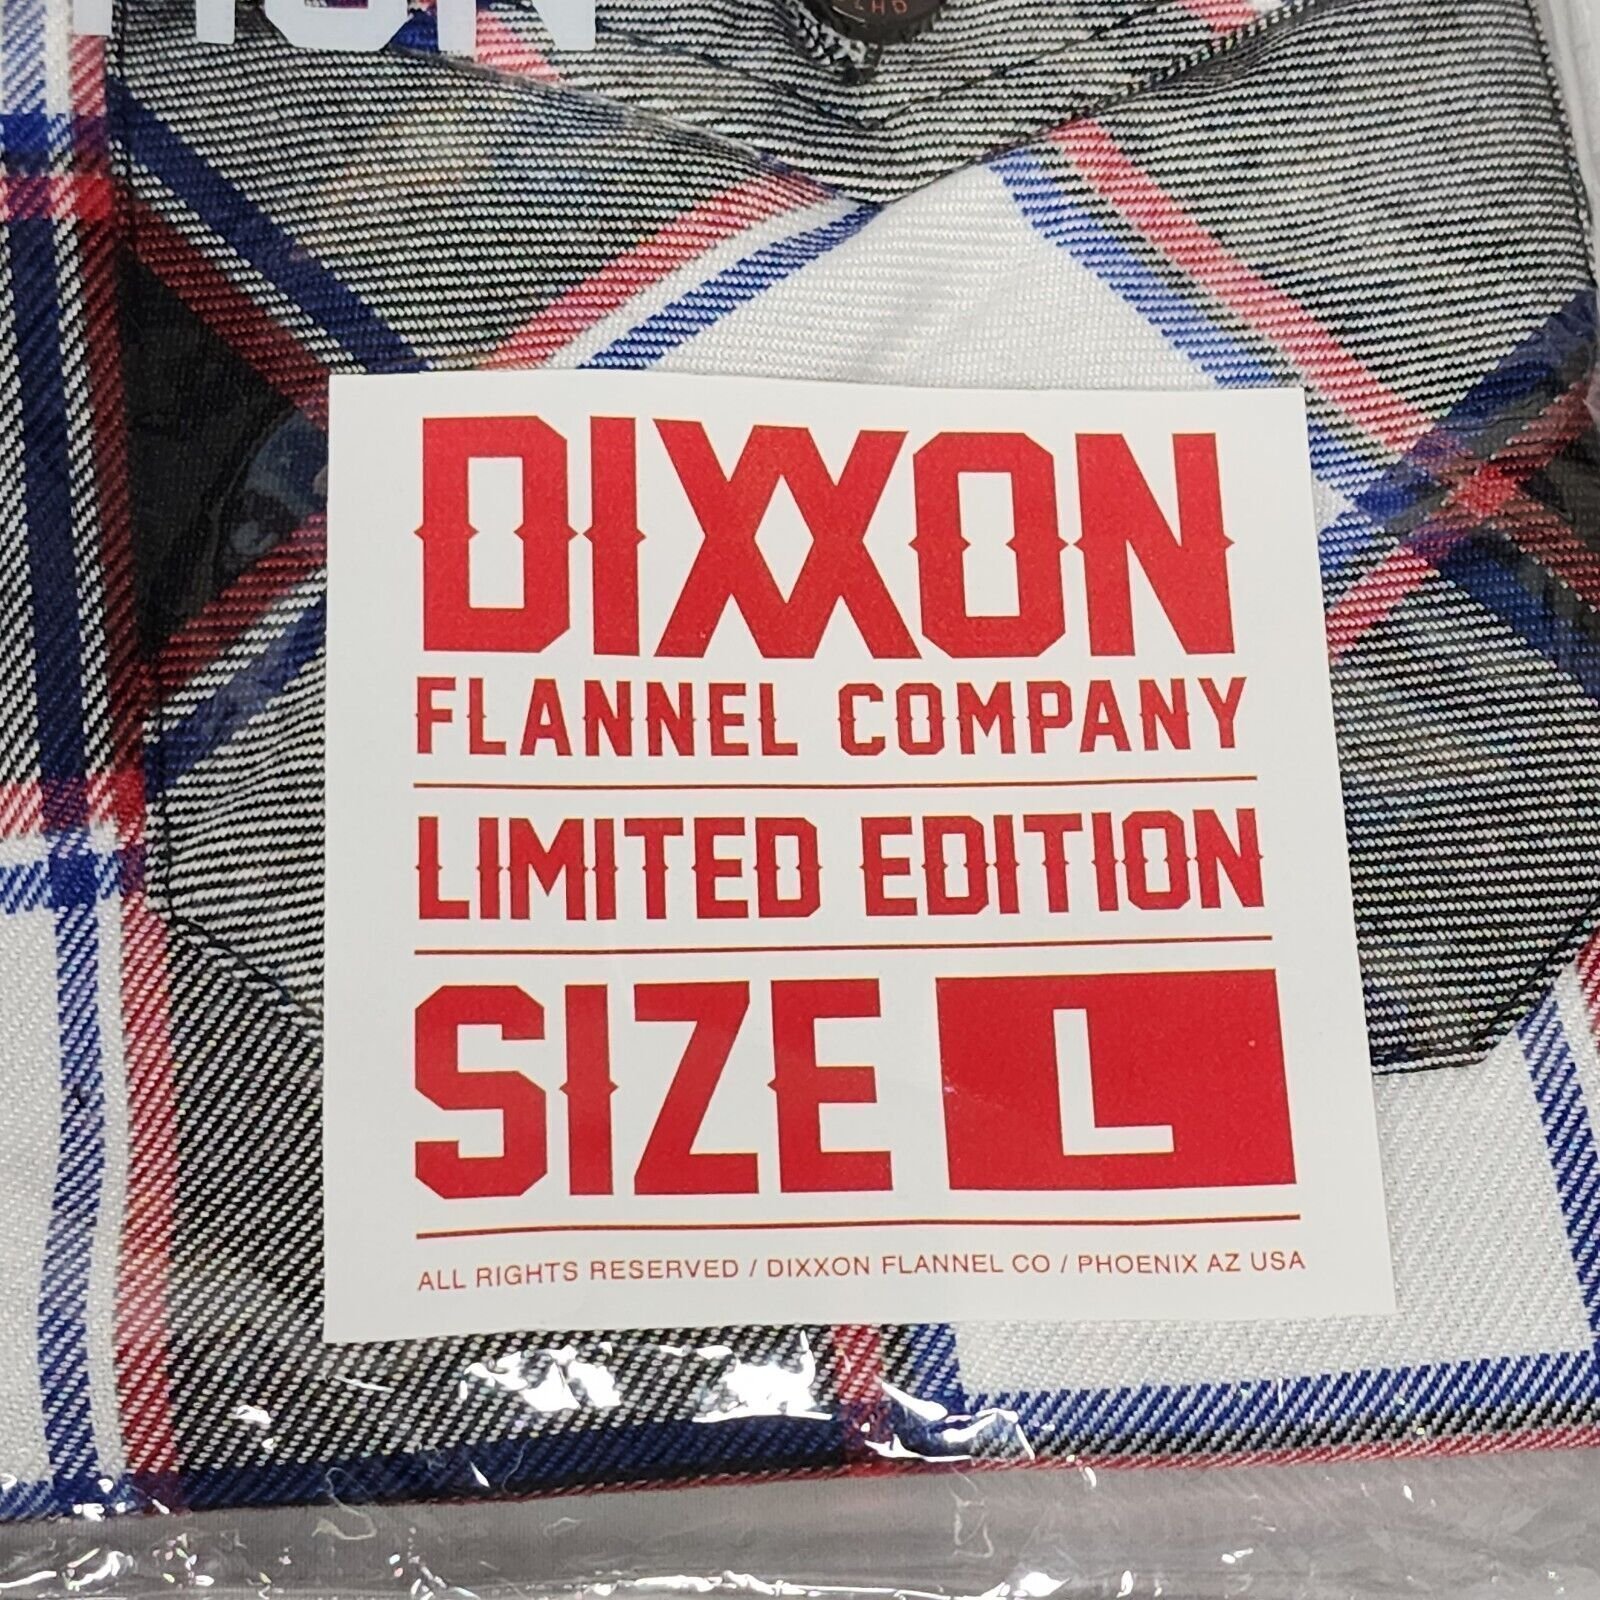 DIXXON
FLANNEL COMPANY
LIMITED EDITION
SIZE L
ALL RIGHTS RESERVED / DIXXON FLANNEL CO / PHOENIX AZ USA